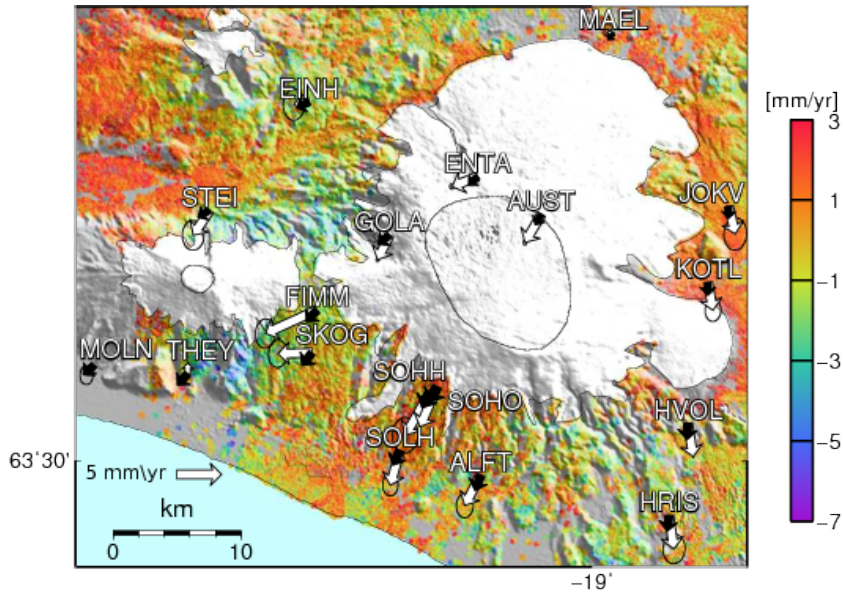 MAEL
[mm/yr]
EINH
3
ENTA
STEI
AUST
JOKV
1
GOLA
KOTL
−1
FIMM
SKOG
MOLN
THEY
−3
SOHH
SOHO
HVOL
SOLH
ALFT
−5
63°30'
5 mm\yr
km
HRIS
−7
0
10
−19°